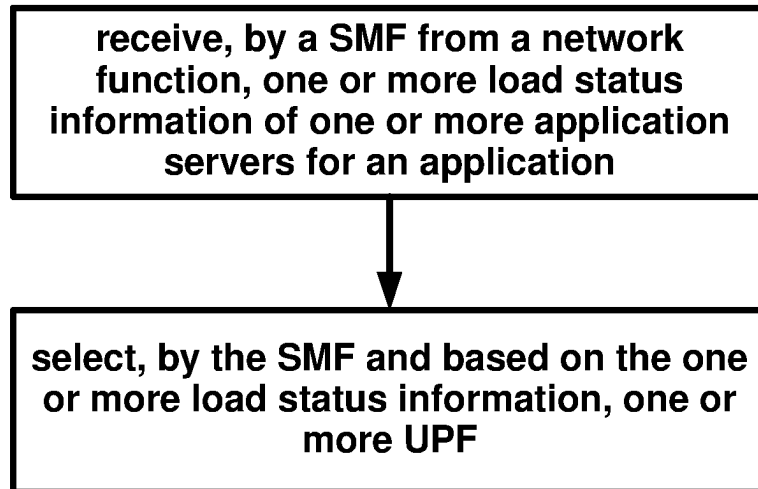 receive, by a SMF from a network
function, one or more load status
information of one or more application
servers for an application
select, by the SMF and based on the one
or more load status information, one or
more UPF